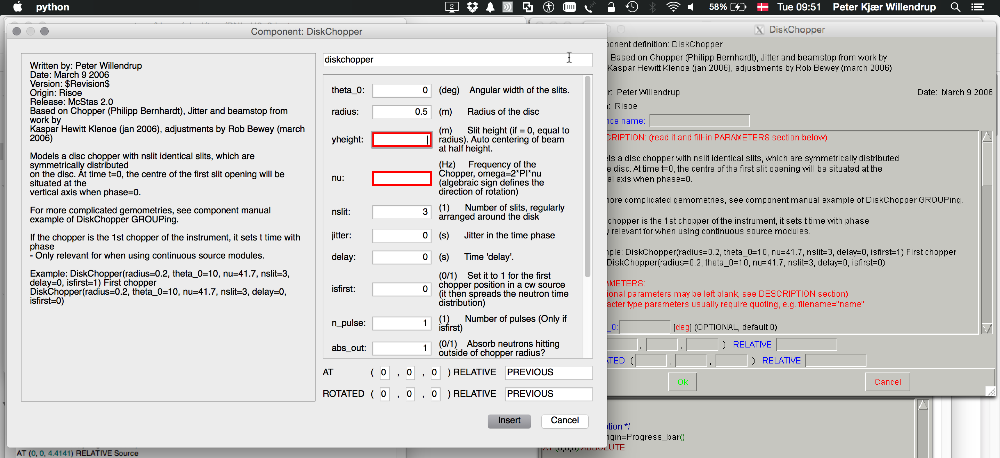 python
2
58%
Tue 09:51
Peter Kjær Willendrup
Component: DiskChopper
Written by: Peter Willendrup
Date: March 9 2006
Version: $Revision$
Origin: Risoe
Release: McStas 2.0
Based on Chopper (Philipp Bernhardt), Jitter and beamstop from
work by
Kaspar Hewitt Klenoe (jan 2006), adjustments by Rob Bewey (march
2006)
Models a disc chopper with nslit identical slits, which are
symmetrically distributed
on the disc. At time t=0, the centre of the first slit opening will be
situated at the
vertical axis when phase=0.
For more complicated gemometries, see component manual
example of DiskChopper GROUPing.
If the chopper is the 1st chopper of the instrument, it sets t time with
phase
- Only relevant for when using continuous source modules.
Example: DiskChopper(radius=0.2, theta_0=10, nu=41.7, nslit=3,
delay=0, isfirst=1) First chopper
DiskChopper(radius=0.2, theta_0=10, nu=41.7, nslit=3, delay=0,
isfirst=0)
diskchopper
theta_0: 0 (deg) Angular width of the slits.
radius: 0.5 (m) Radius of the disc
yheight: (m) Slit height (if = 0, equal to
radius). Auto centering of beam
at half height.
nu: (Hz) Frequency of the
Chopper, omega=2*PI*nu
(algebraic sign defines the
direction of rotation)
nslit: 3 (1) Number of slits, regularly
arranged around the disk
jitter: 0 (s) Jitter in the time phase
delay: 0 (s) Time 'delay'.
isfirst: 0 (0/1) Set it to 1 for the first
chopper position in a cw source
(it then spreads the neutron time
distribution)
n_pulse: 1 (1) Number of pulses (Only if
isfirst)
abs_out: 1 (0/1) Absorb neutrons hitting
outside of chopper radius?
AT ( 0 , 0 , 0 ) RELATIVE PREVIOUS
ROTATED ( 0 , 0 , 0 ) RELATIVE PREVIOUS
Insert Cancel
AT (0, 0, 4.4141) RELATIVE Source
X DiskChopper
onent definition: DiskChopper
Based on Chopper (Philipp Bernhardt), Jitter and beamstop from work by
Kaspar Hewitt Klenoe (jan 2006), adjustments by Rob Bewey (march 2006)
r: Peter Willendrup Date: March 9 2006
: Risoe
nce name:
CRIPTION: (read it and fill-in PARAMETERS section below)
ls a disc chopper with nslit identical slits, which are symmetrically distributed
e disc. At time t=0, the centre of the first slit opening will be situated at the
al axis when phase=0.
ore complicated gemometries, see component manual example of DiskChopper GROUPing.
chopper is the 1st chopper of the instrument, it sets t time with phase
relevant for when using continuous source modules.
ple: DiskChopper(radius=0.2, theta_0=10, nu=41.7, nslit=3, delay=0, isfirst=1) First chopper
DiskChopper(radius=0.2, theta_0=10, nu=41.7, nslit=3, delay=0, isfirst=0)
METERS:
ional parameters may be left blank, see DESCRIPTION section)
acter type parameters usually require quoting, e.g. filename="name"
_0: [deg] (OPTIONAL, default 0)
, , ) RELATIVE
TED ( , , ) RELATIVE
Ok Cancel
tion */
igin=Progress_bar()
AT (0,0,0) ABSOLUTE